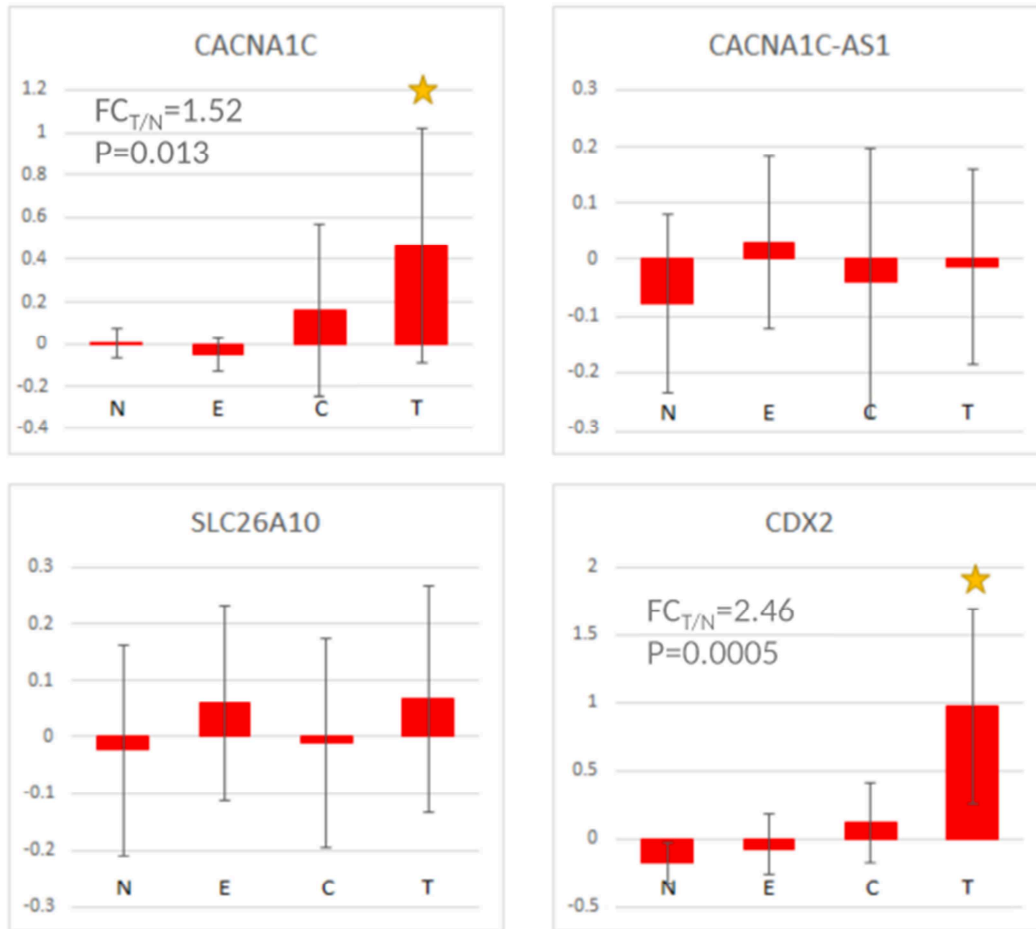 CACNA1C
1.2
1
0.8
0.6
0.4
0.2
0
-0.2
-0.4
FC_T/N=1.52
P=0.013
N E C T
CACNA1C-AS1
0.3
0.2
0.1
0
-0.1
-0.2
-0.3
N E C T
SLC26A10
0.3
0.2
0.1
0
-0.1
-0.2
-0.3
N E C T
CDX2
2
1.5
1
0.5
0
-0.5
FC_T/N=2.46
P=0.0005
N E C T